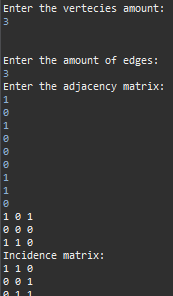 Enter the vertecies amount:
3
Enter the amount of edges:
3
Enter the adjacency matrix:
1
0
1
0
0
0
1
1
0
1 0 1
0 0 0
1 1 0
Incidence matrix:
1 1 0
0 0 1
0 1 1